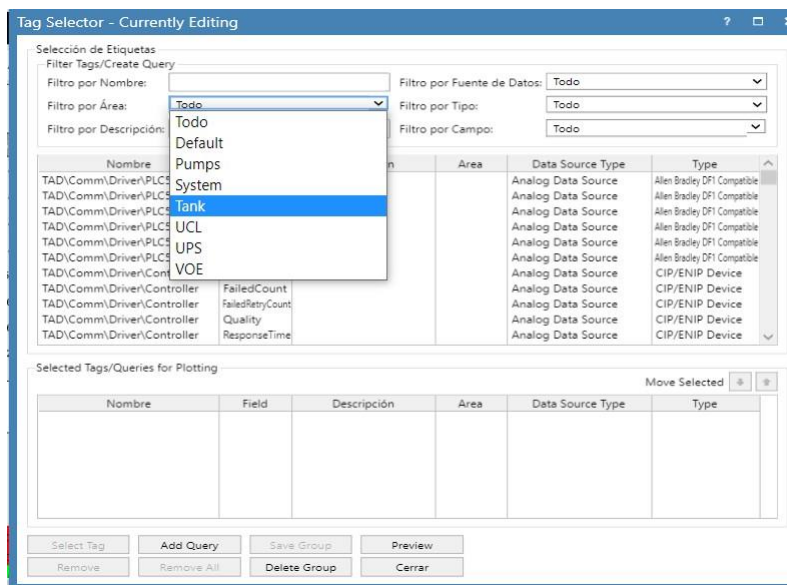 Tag Selector - Currently Editing ?
Selección de Etiquetas
Filter Tags/Create Query
Filtro por Nombre: Filtro por Fuente de Datos: Todo
Filtro por Área: Todo Filtro por Tipo: Todo
Filtro por Descripción: Filtro por Campo: Todo
Todo
Default
Pumps
System
Tank
UCL
UPS
VOE
Nombre n Area Data Source Type Type
TAD\Comm\Driver\PLC5 Analog Data Source Allen Bradley DF1 Compatible
TAD\Comm\Driver\PLC5 Analog Data Source Allen Bradley DF1 Compatible
TAD\Comm\Driver\PLC5 Analog Data Source Allen Bradley DF1 Compatible
TAD\Comm\Driver\PLC5 Analog Data Source Allen Bradley DF1 Compatible
TAD\Comm\Driver\PLC5 Analog Data Source Allen Bradley DF1 Compatible
TAD\Comm\Driver\PLC5 Analog Data Source Allen Bradley DF1 Compatible
TAD\Comm\Driver\Cont CIP/ENIP Device
TAD\Comm\Driver\Controller FailedCount Analog Data Source CIP/ENIP Device
TAD\Comm\Driver\Controller FailedRetryCount Analog Data Source CIP/ENIP Device
TAD\Comm\Driver\Controller Quality Analog Data Source CIP/ENIP Device
TAD\Comm\Driver\Controller ResponseTime Analog Data Source CIP/ENIP Device
Selected Tags/Queries for Plotting
Move Selected
Nombre Field Descripción Area Data Source Type Type
Select Tag Add Query Save Group Preview
Remove Remove All Delete Group Cerrar